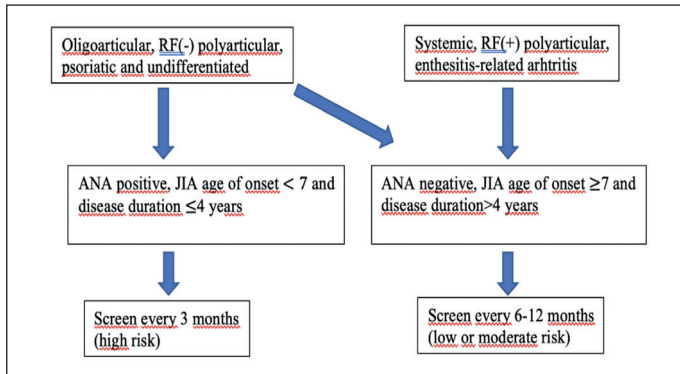 Oligoarticular, RF(-) polyarticular,
psoriatic and undifferentiated
Systemic, RF(+) polyarticular,
enthesitis-related arhtritis
ANA positive, JIA age of onset < 7 and
disease duration ≤4 years
ANA negative, JIA age of onset ≥7 and
disease duration>4 years
Screen every 3 months
(high risk)
Screen every 6-12 months
(low or moderate risk)